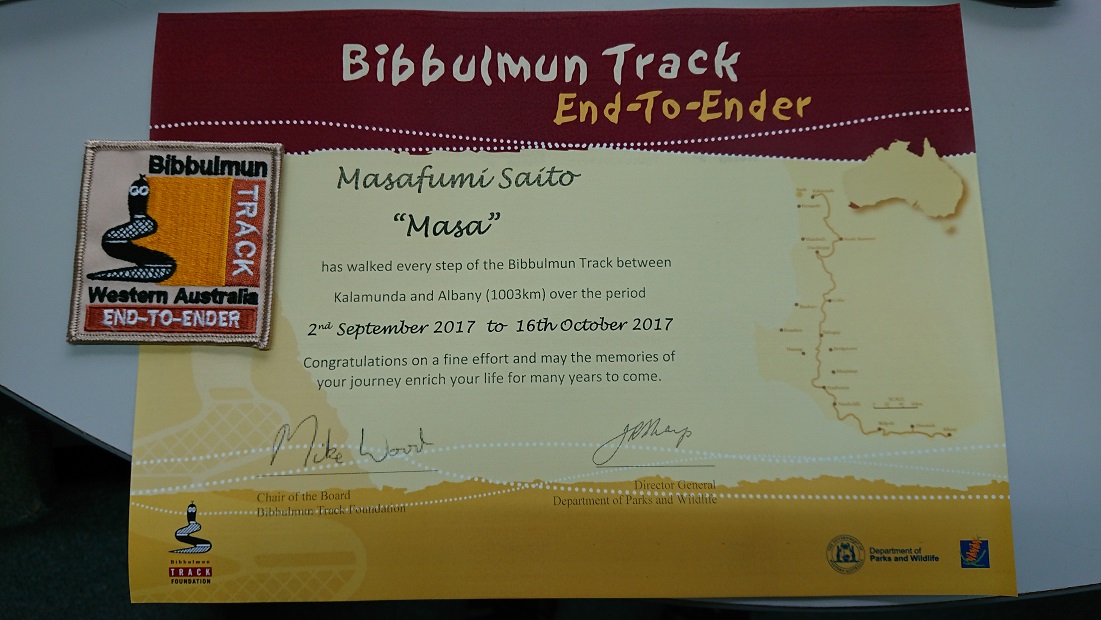 Bibbulmun Track
End-To-Ender
Bibbulmun
TRACK
Western Australia
END-TO-ENDER
Masafumi Saito
“Masa”
has walked every step of the Bibbulmun Track between
Kalamunda and Albany (1003km) over the period
2nd September 2017 to 16th October 2017
Congratulations on a fine effort and may the memories of
your journey enrich your life for many years to come.
Mike Wood
Chair of the Board
Bibbulmun Track Foundation
Director General
Department of Parks and Wildlife
Bibbulmun
TRACK
FOUNDATION
Department of
Parks and Wildlife